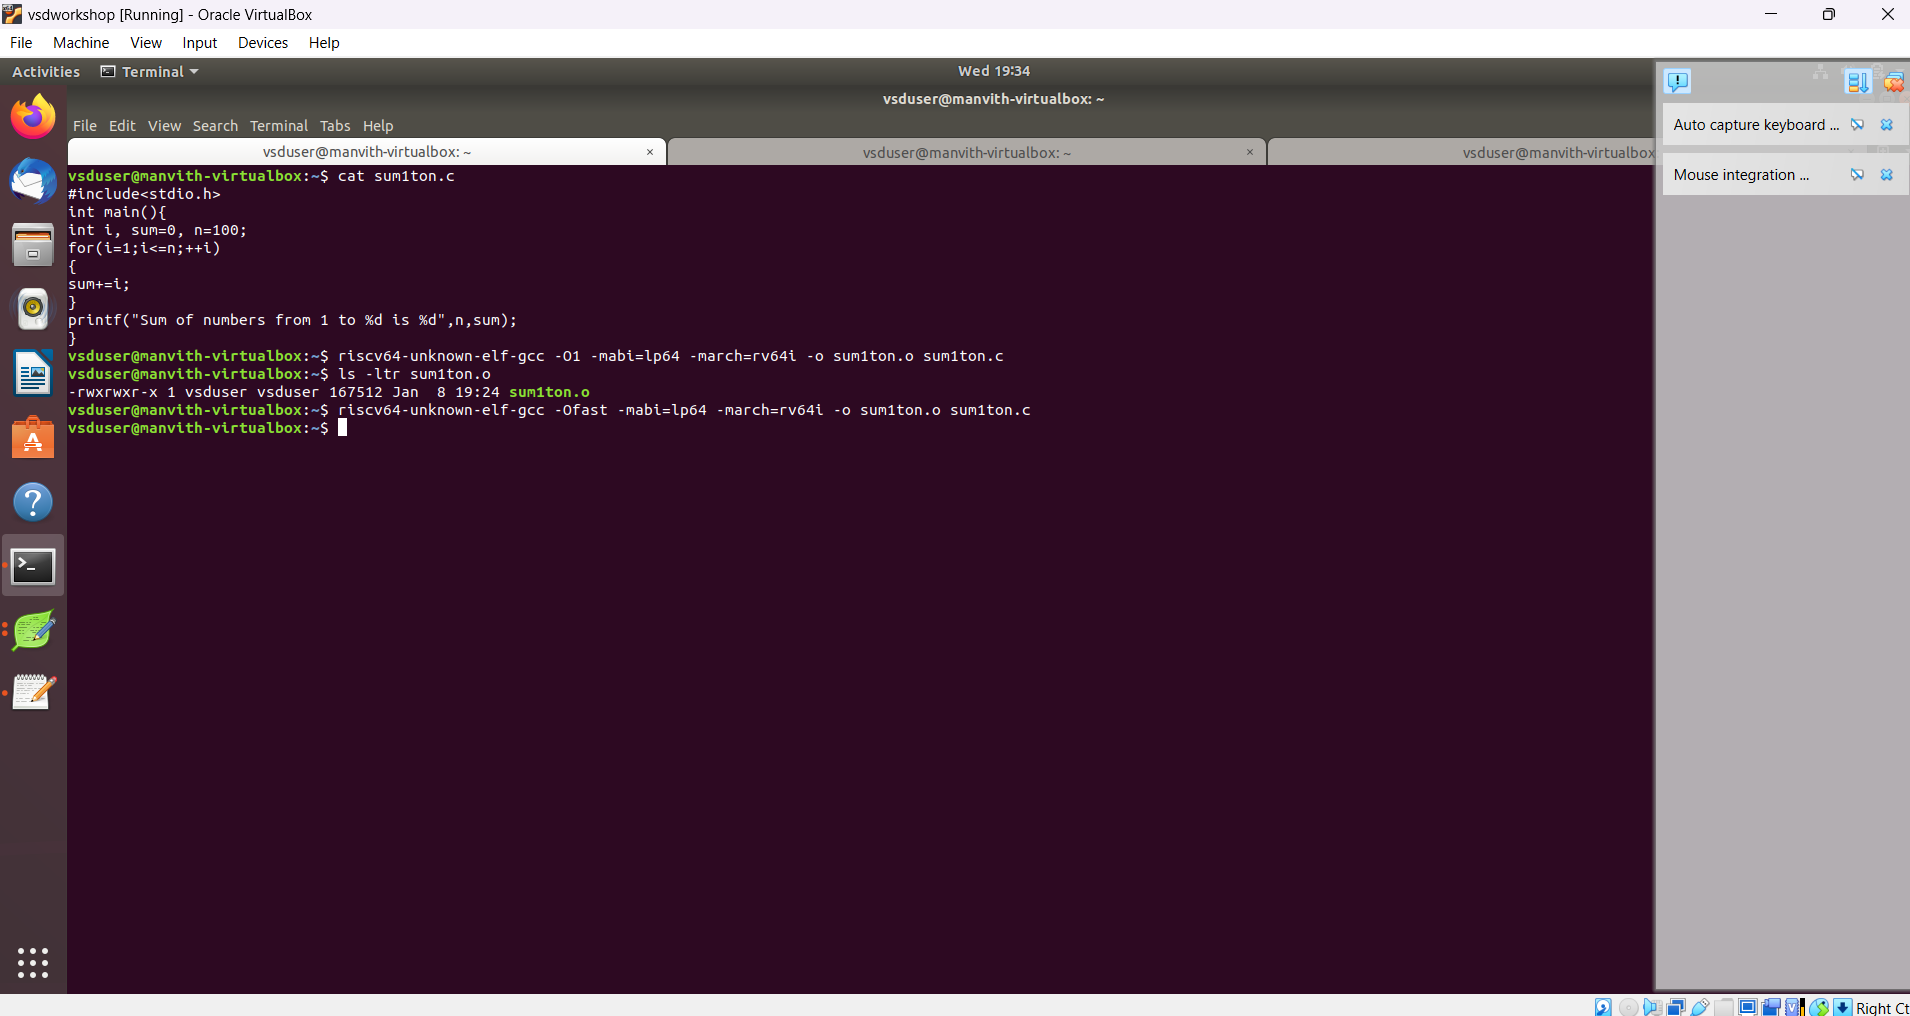 vsdworkshop [Running] - Oracle VirtualBox
File Machine View Input Devices Help
Activities Terminal Wed 19:34
vsduser@manvith-virtualbox: ~
File Edit View Search Terminal Tabs Help
vsduser@manvith-virtualbox: ~ × vsduser@manvith-virtualbox: ~ × vsduser@manvith-virtualbox
Auto capture keyboard ...
Mouse integration ...
vsduser@manvith-virtualbox:~$ cat sum1ton.c
#include<stdio.h>
int main(){
int i, sum=0, n=100;
for(i=1;i<=n;++i)
{
sum+=i;
}
printf("Sum of numbers from 1 to %d is %d",n,sum);
}
vsduser@manvith-virtualbox:~$ riscv64-unknown-elf-gcc -O1 -mabi=lp64 -march=rv64i -o sum1ton.o sum1ton.c
vsduser@manvith-virtualbox:~$ ls -ltr sum1ton.o
-rwxrwxr-x 1 vsduser vsduser 167512 Jan  8 19:24 sum1ton.o
vsduser@manvith-virtualbox:~$ riscv64-unknown-elf-gcc -Ofast -mabi=lp64 -march=rv64i -o sum1ton.o sum1ton.c
vsduser@manvith-virtualbox:~$
Right Ct